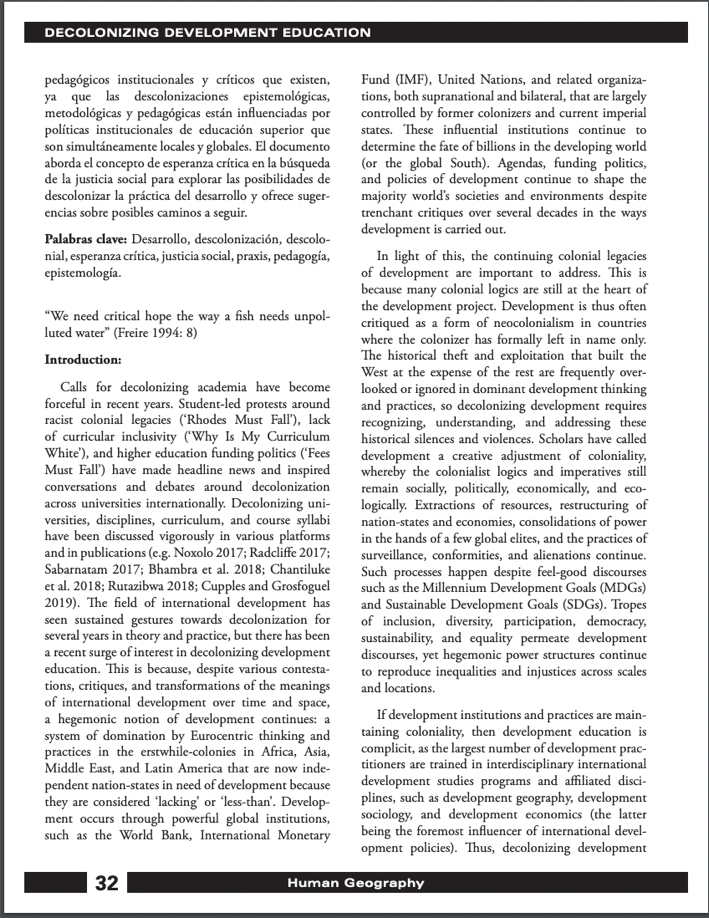 DECOLONIZING DEVELOPMENT EDUCATION
pedagógicos institucionales y críticos que existen,
ya que las descolonizaciones epistemológicas,
metodológicas y pedagógicas están influenciadas por
políticas institucionales de educación superior que
son simultáneamente locales y globales. El documento
aborda el concepto de esperanza crítica en la búsqueda
de la justicia social para explorar las posibilidades de
descolonizar la práctica del desarrollo y ofrece suger-
encias sobre posibles caminos a seguir.
Palabras clave: Desarrollo, descolonización, descolo-
nial, esperanza crítica, justicia social, praxis, pedagogía,
epistemología.
“We need critical hope the way a fish needs unpol-
luted water” (Freire 1994: 8)
Introduction:
Calls for decolonizing academia have become
forceful in recent years. Student-led protests around
racist colonial legacies (‘Rhodes Must Fall’), lack
of curricular inclusivity (‘Why Is My Curriculum
White’), and higher education funding politics (‘Fees
Must Fall’) have made headline news and inspired
conversations and debates around decolonization
across universities internationally. Decolonizing uni-
versities, disciplines, curriculum, and course syllabi
have been discussed vigorously in various platforms
and in publications (e.g. Noxolo 2017; Radcliffe 2017;
Sabarnatam 2017; Bhambra et al. 2018; Chantiluke
et al. 2018; Rutazibwa 2018; Cupples and Grosfoguel
2019). The field of international development has
seen sustained gestures towards decolonization for
several years in theory and practice, but there has been
a recent surge of interest in decolonizing development
education. This is because, despite various contesta-
tions, critiques, and transformations of the meanings
of international development over time and space,
a hegemonic notion of development continues: a
system of domination by Eurocentric thinking and
practices in the erstwhile-colonies in Africa, Asia,
Middle East, and Latin America that are now inde-
pendent nation-states in need of development because
they are considered ‘lacking’ or ‘less-than’. Develop-
ment occurs through powerful global institutions,
such as the World Bank, International Monetary
Fund (IMF), United Nations, and related organiza-
tions, both supranational and bilateral, that are largely
controlled by former colonizers and current imperial
states. These influential institutions continue to
determine the fate of billions in the developing world
(or the global South). Agendas, funding politics,
and policies of development continue to shape the
majority world’s societies and environments despite
trenchant critiques over several decades in the ways
development is carried out.
In light of this, the continuing colonial legacies
of development are important to address. This is
because many colonial logics are still at the heart of
the development project. Development is thus often
critiqued as a form of neocolonialism in countries
where the colonizer has formally left in name only.
The historical theft and exploitation that built the
West at the expense of the rest are frequently over-
looked or ignored in dominant development thinking
and practices, so decolonizing development requires
recognizing, understanding, and addressing these
historical silences and violences. Scholars have called
development a creative adjustment of coloniality,
whereby the colonialist logics and imperatives still
remain socially, politically, economically, and eco-
logically. Extractions of resources, restructuring of
nation-states and economies, consolidations of power
in the hands of a few global elites, and the practices of
surveillance, conformities, and alienations continue.
Such processes happen despite feel-good discourses
such as the Millennium Development Goals (MDGs)
and Sustainable Development Goals (SDGs). Tropes
of inclusion, diversity, participation, democracy,
sustainability, and equality permeate development
discourses, yet hegemonic power structures continue
to reproduce inequalities and injustices across scales
and locations.
If development institutions and practices are main-
taining coloniality, then development education is
complicit, as the largest number of development prac-
titioners are trained in interdisciplinary international
development studies programs and affiliated disci-
plines, such as development geography, development
sociology, and development economics (the latter
being the foremost influencer of international devel-
opment policies). Thus, decolonizing development
32
Human Geography